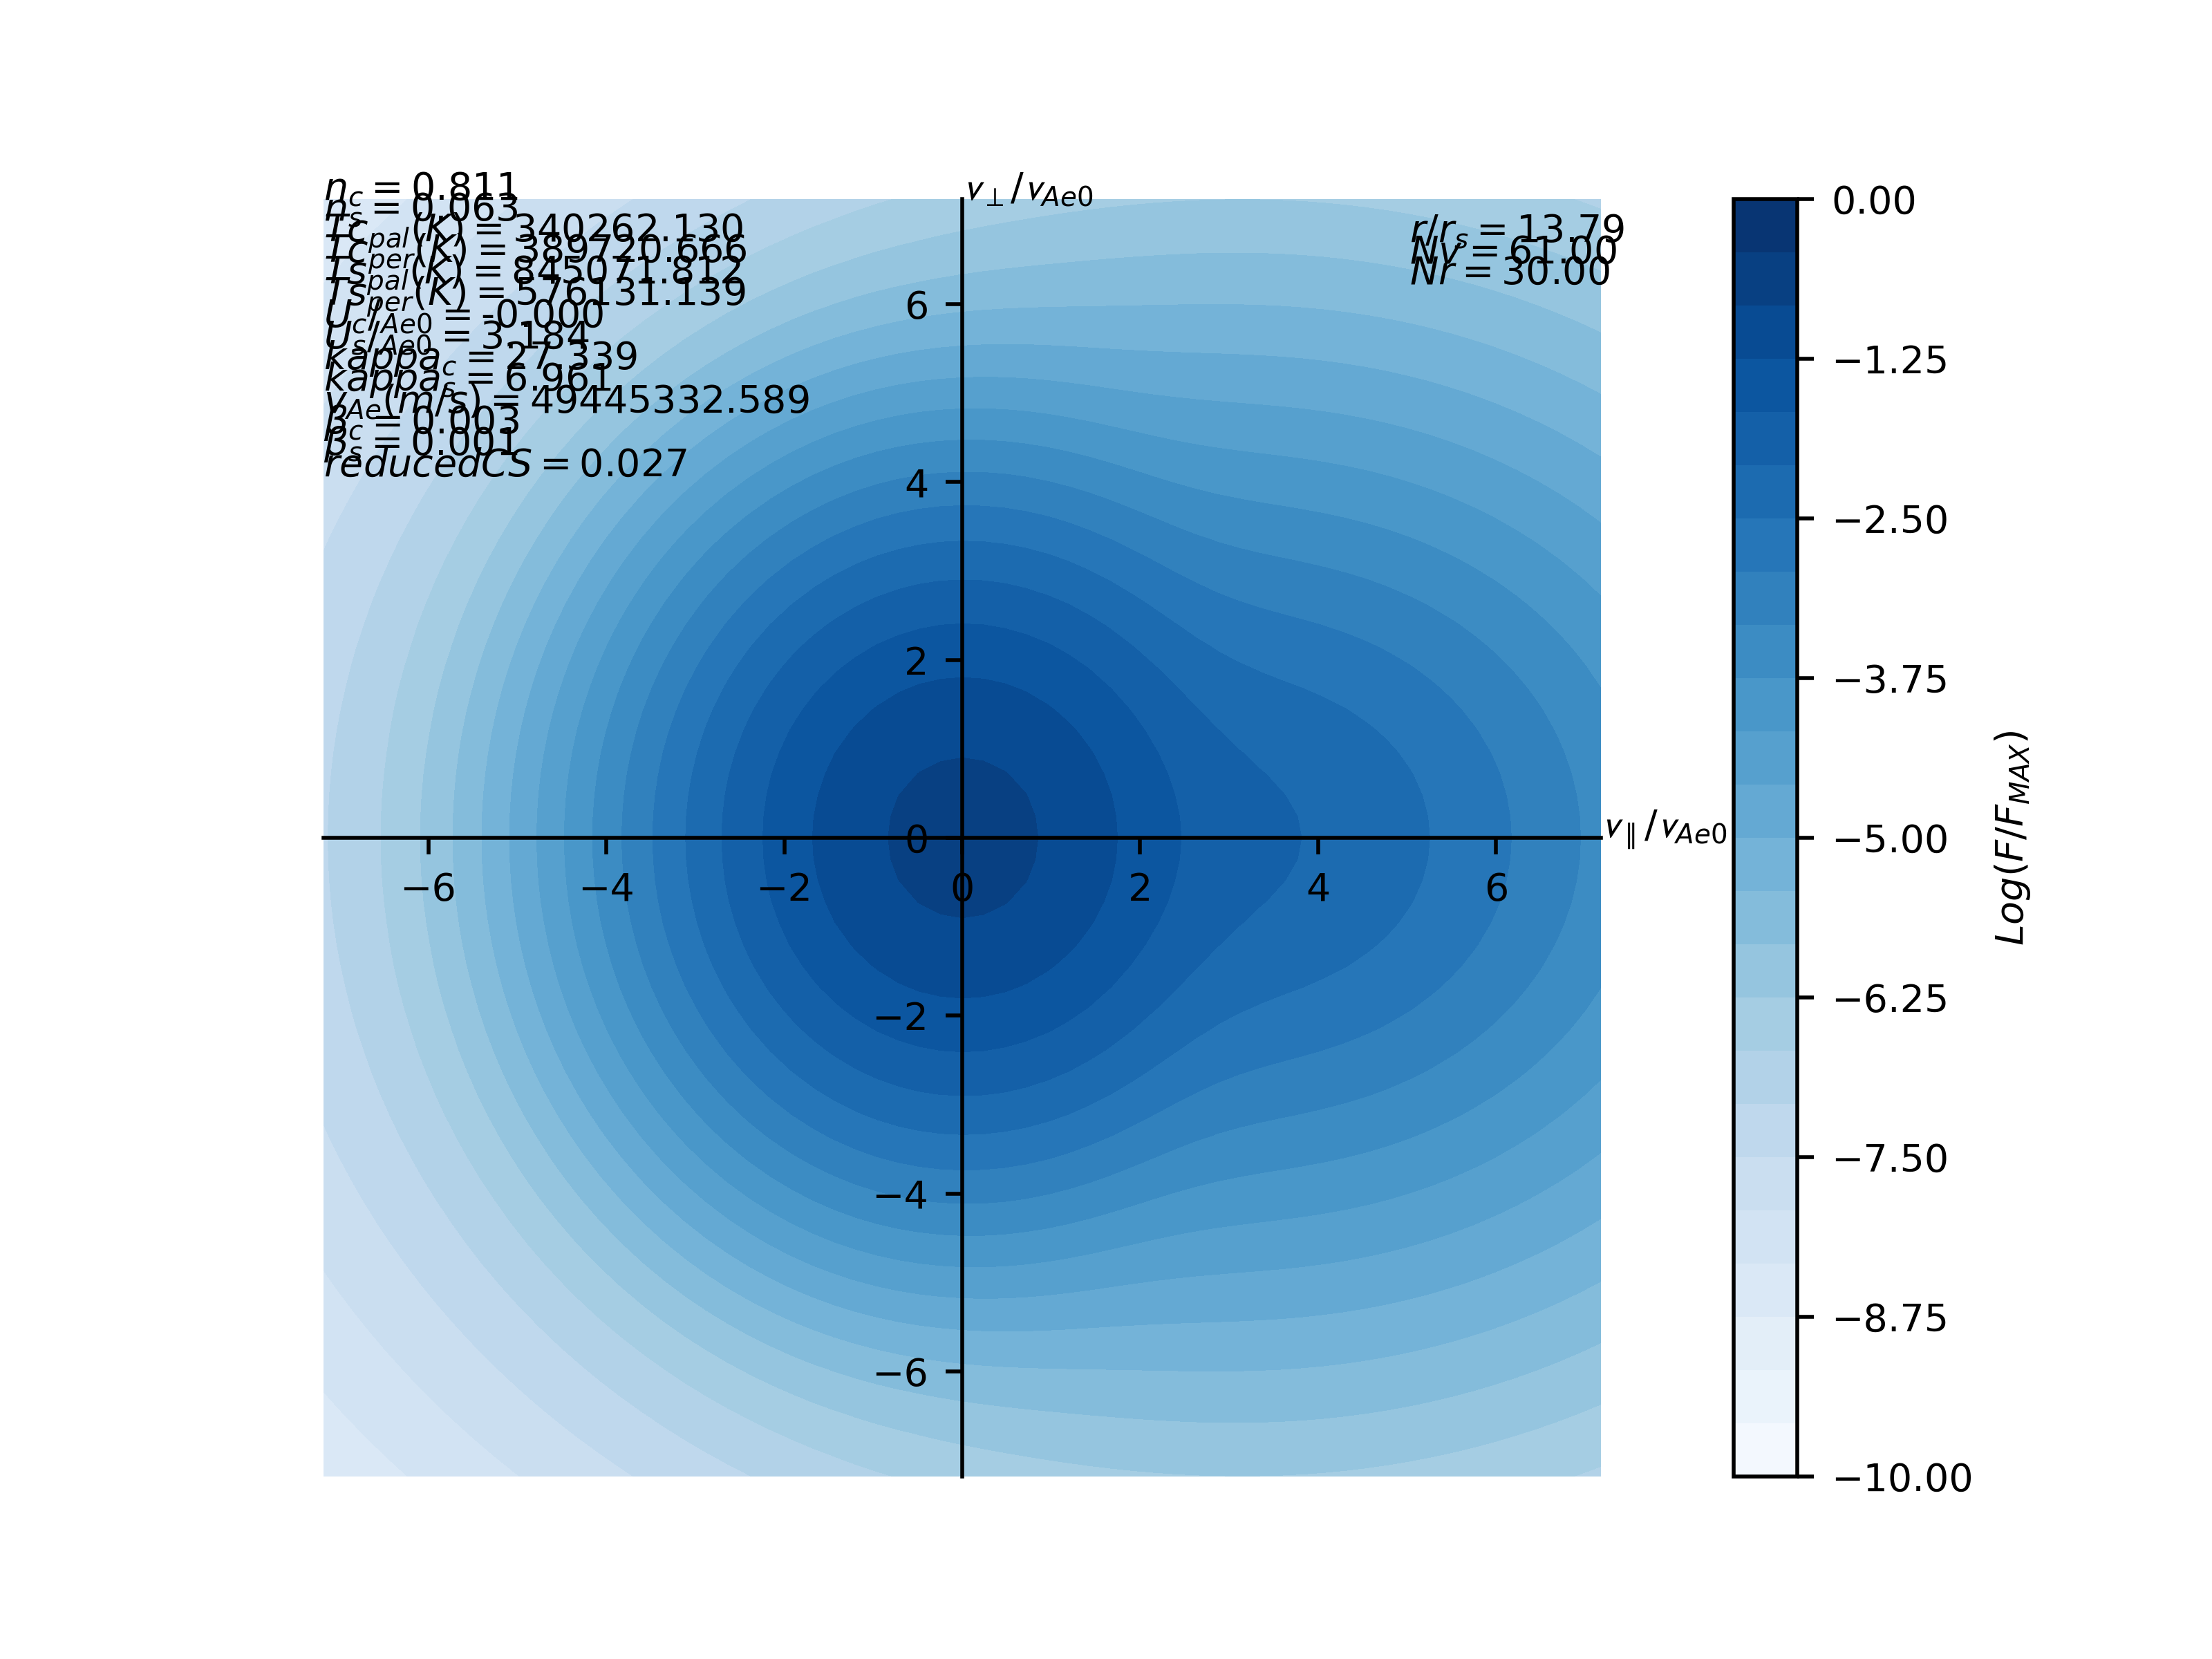 n_c = 0.811
n_s = 0.063
Tc_pal(K) = 340262.130
Tc_per(K) = 389720.666
Ts_pal(K) = 845071.812
Ts_per(K) = 576131.139
U_c/Ae0 = -0.000
U_s/Ae0 = 3.184
kappa_c = 27.339
kappa_s = 6.961
v_Ae(m/s) = 49445332.589
β_c = 0.003
β_s = 0.001
reducedCS = 0.027
v_⊥/v_Ae0
r/r_s = 13.79
Nv = 61.00
Nr = 30.00
6
4
2
0
−2
−4
−6
−6
−4
−2
0
2
4
6
v_∥/v_Ae0
0.00
−1.25
−2.50
−3.75
−5.00
−6.25
−7.50
−8.75
−10.00
Log(F/F_MAX)